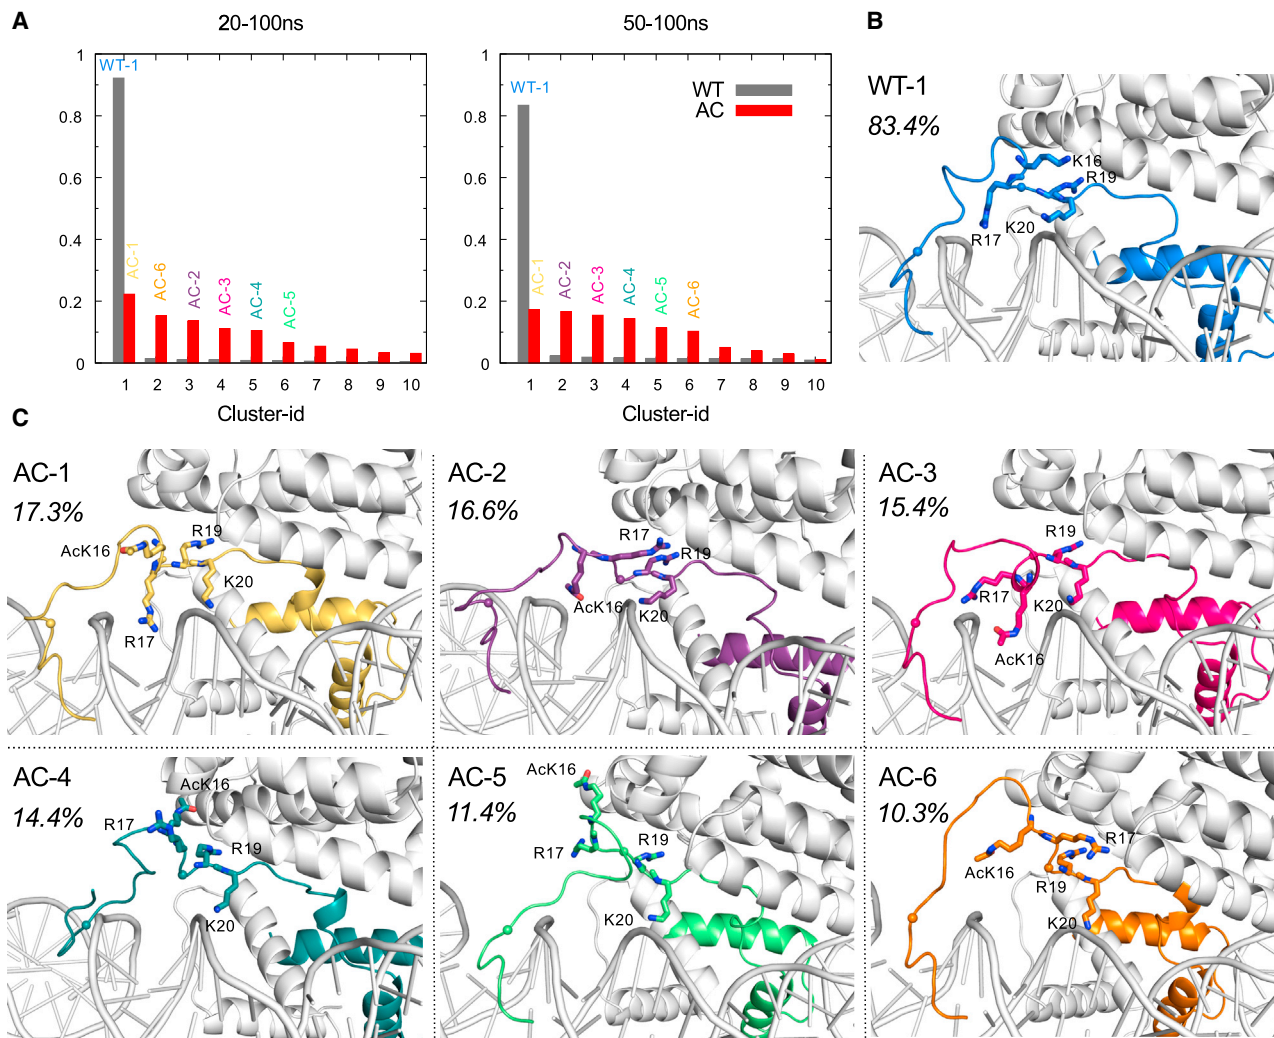 A
20-100ns
50-100ns
B
1
0.8
0.6
0.4
0.2
0
WT-1
AC-1
AC-6
AC-2
AC-3
AC-4
AC-5
1 2 3 4 5 6 7 8 9 10
Cluster-id
1
0.8
0.6
0.4
0.2
0
WT-1
WT
AC
AC-1
AC-2
AC-3
AC-4
AC-5
AC-6
1 2 3 4 5 6 7 8 9 10
Cluster-id
WT-1
83.4%
K16
R19
R17
K20
C
AC-1
17.3%
AcK16
R19
K20
R17
AC-2
16.6%
R17
R19
AcK16
K20
AC-3
15.4%
R19
R17
K20
AcK16
AC-4
14.4%
AcK16
R17
R19
K20
AC-5
11.4%
AcK16
R17
R19
K20
AC-6
10.3%
R17
AcK16
R19
K20